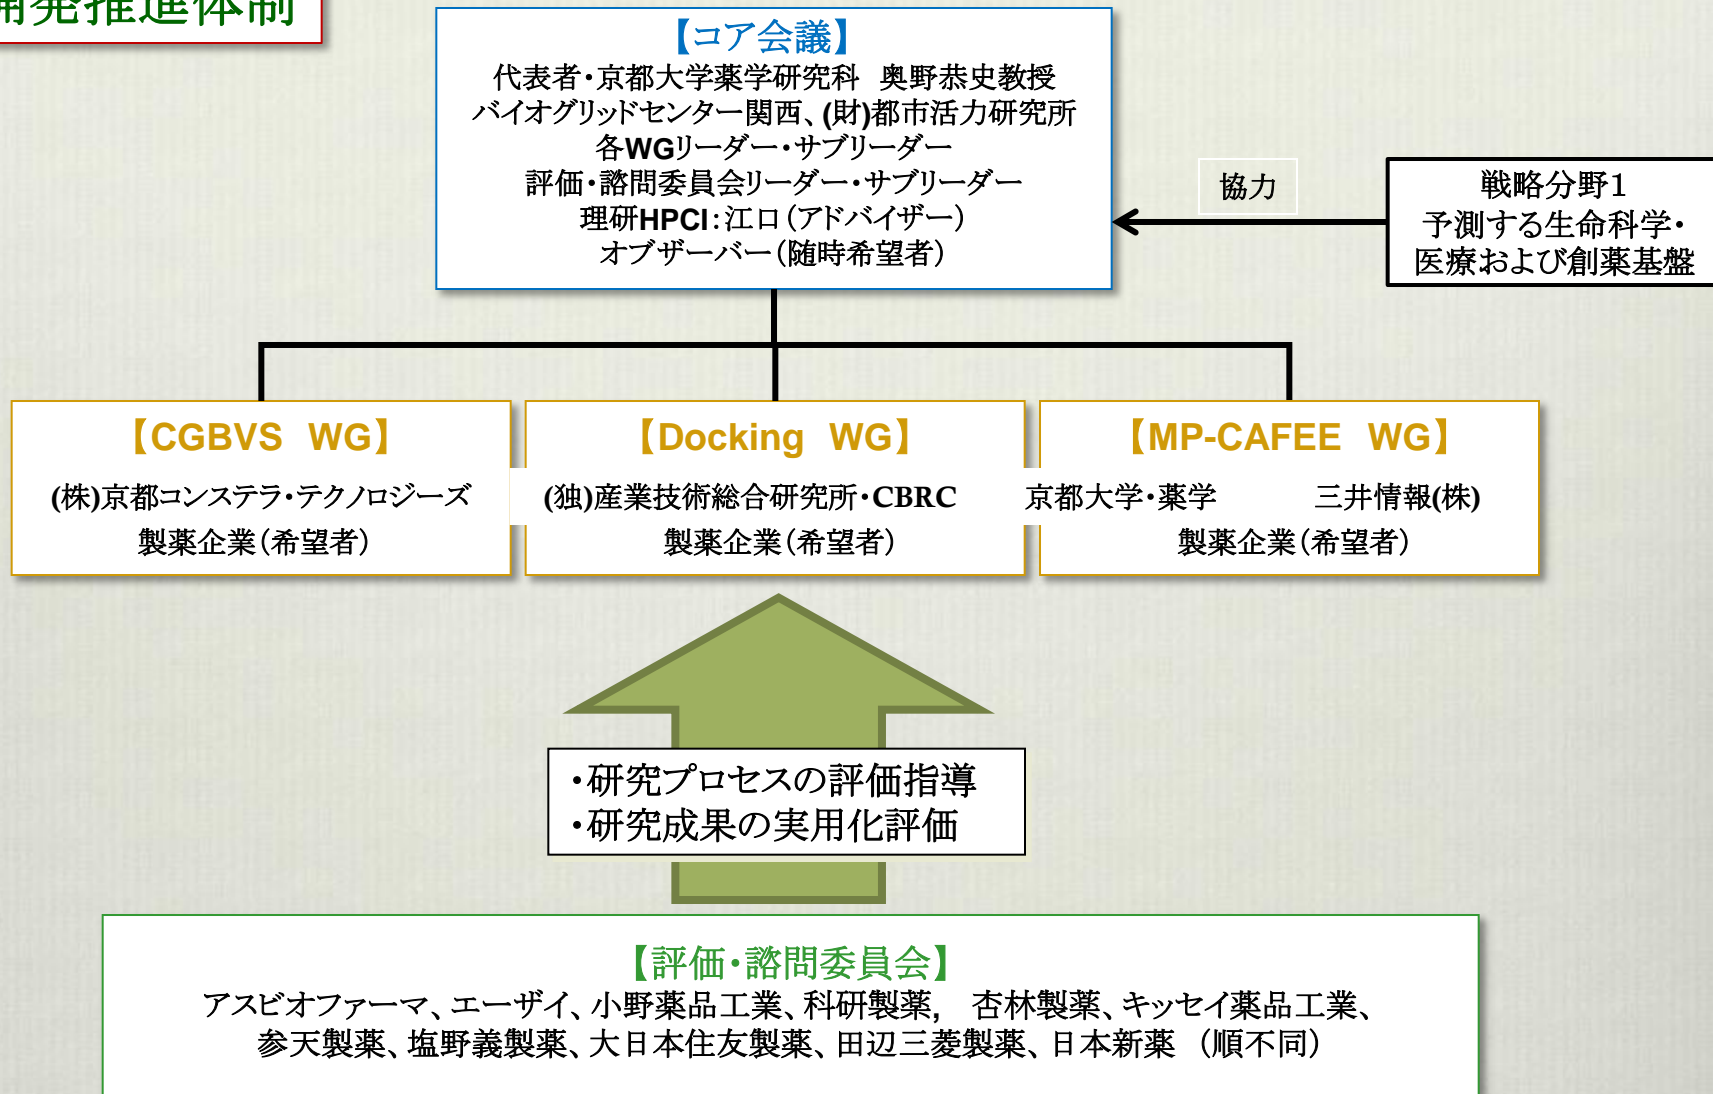 開発推進体制
【コア会議】
代表者・京都大学薬学研究科　奥野恭史教授
バイオグリッドセンター関西、(財)都市活力研究所
各WGリーダー・サブリーダー
評価・諮問委員会リーダー・サブリーダー
理研HPCI：江口（アドバイザー）
オブザーバー（随時希望者）
協力
戦略分野１
予測する生命科学・
医療および創薬基盤
【CGBVS　WG】
(株)京都コンステラ・テクノロジーズ
製薬企業（希望者）
【Docking　WG】
(独)産業技術総合研究所・CBRC
製薬企業（希望者）
【MP-CAFEE　WG】
京都大学・薬学　　　三井情報(株)
製薬企業（希望者）
・研究プロセスの評価指導
・研究成果の実用化評価
【評価・諮問委員会】
アスビオファーマ、エーザイ、小野薬品工業、科研製薬,　杏林製薬、キッセイ薬品工業、
参天製薬、塩野義製薬、大日本住友製薬、田辺三菱製薬、日本新薬　（順不同）